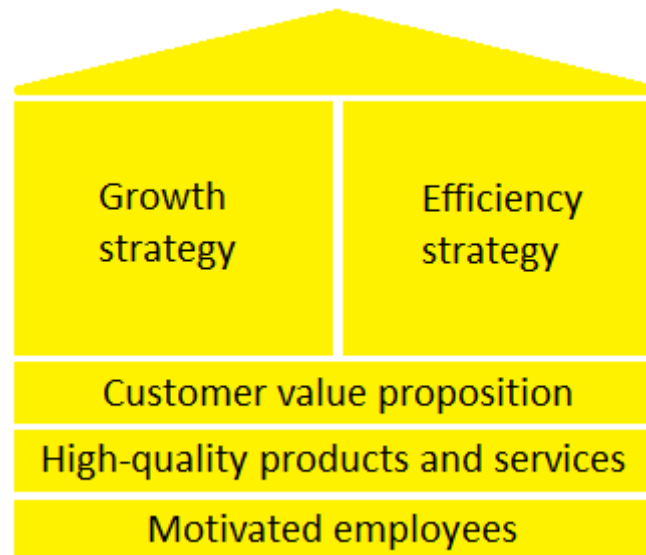 Growth
strategy
Efficiency
strategy
Customer value proposition
High-quality products and services
Motivated employees